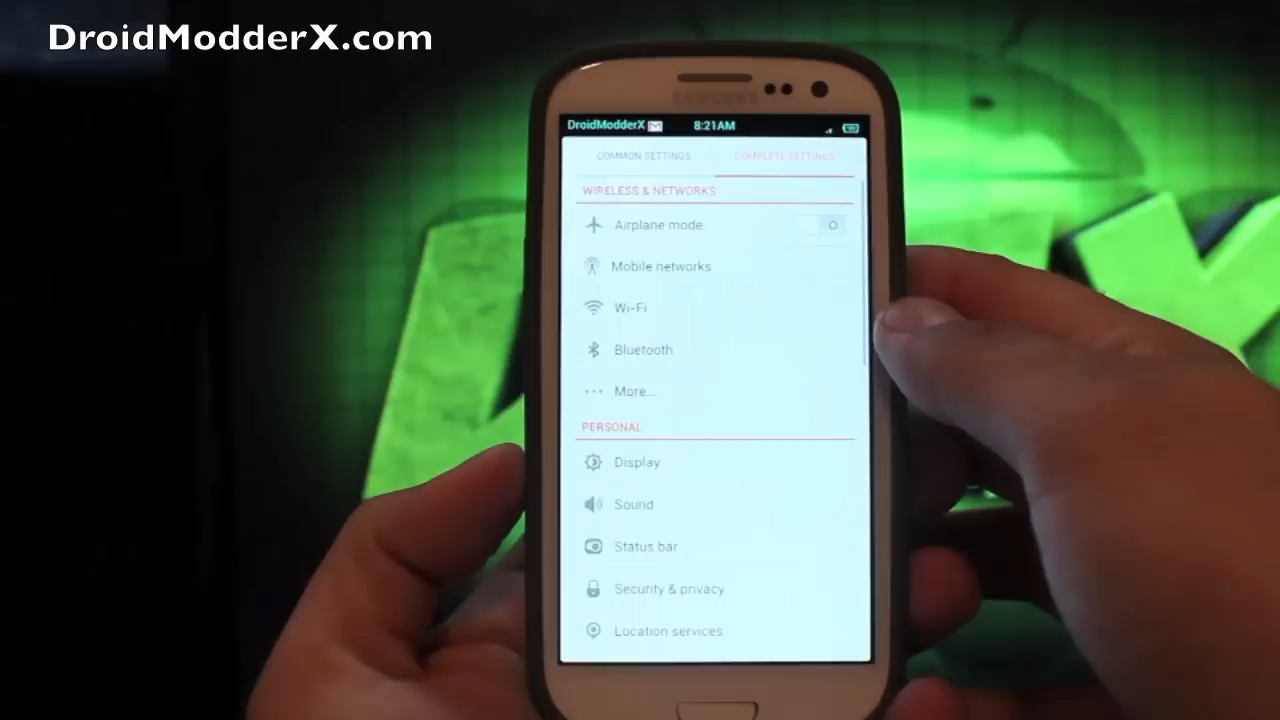 DroidModderX.com
SAMSUNG
DroidModderX 8:21AM
COMMON SETTINGS COMPLETE SETTINGS
WIRELESS & NETWORKS
Airplane mode
Mobile networks
Wi-Fi
Bluetooth
More...
PERSONAL
Display
Sound
Status bar
Security & privacy
Location services